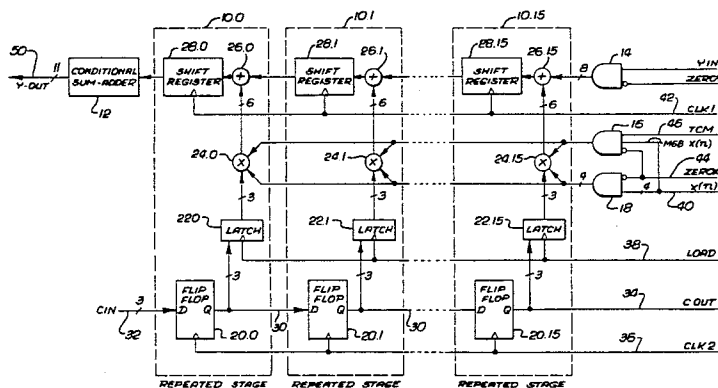 10.0
10.1
10.15
50
11
Y-OUT
CONDITIONAL
SUM-ADDER
12
28.0
SHIFT
REGISTER
26.0
28.1
SHIFT
REGISTER
26.1
28.15
SHIFT
REGISTER
26.15
8
14
YIN
ZERO
42
CLK1
6
6
6
16
TCM
46
MSB X(n)
24.0
24.1
24.15
44
ZEROX
4
4
X(n)
18
40
3
3
3
220
LATCH
22.1
LATCH
22.15
LATCH
38
LOAD
3
3
3
CIN
3
32
FLIP
FLOP
D
Q
20.0
30
FLIP
FLOP
D
Q
20.1
30
FLIP
FLOP
D
Q
20.15
34
C OUT
36
CLK2
REPEATED STAGE
REPEATED STAGE
REPEATED STAGE